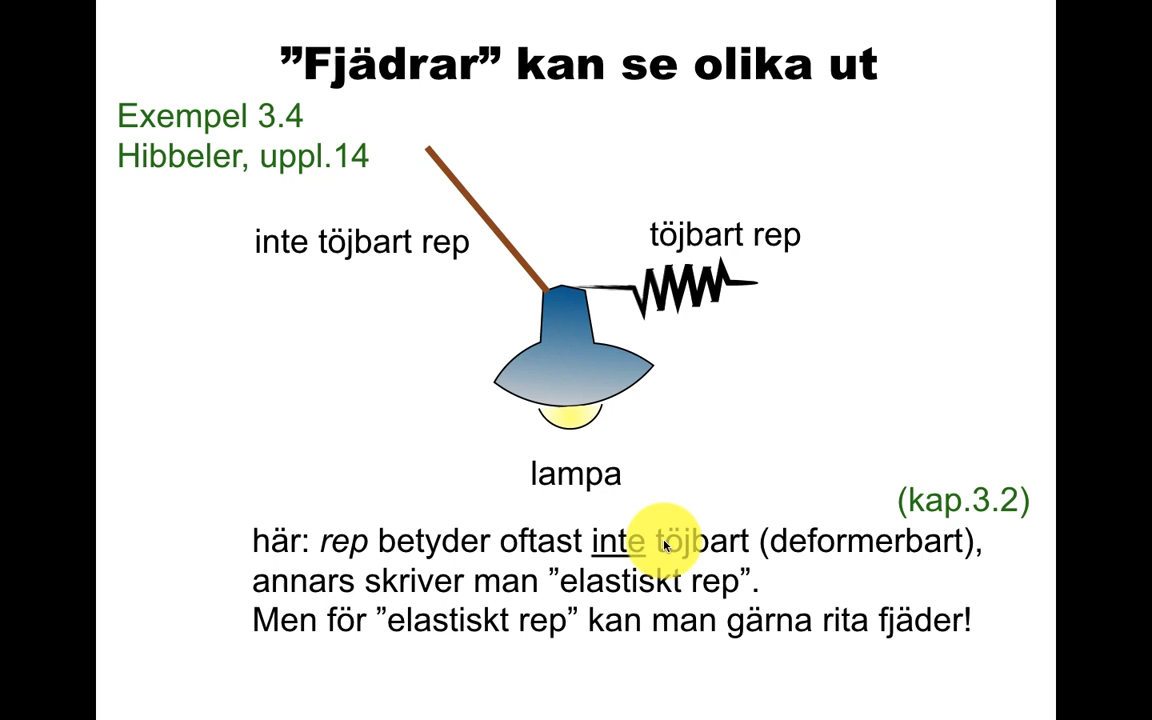 ”Fjädrar” kan se olika ut
Exempel 3.4
Hibbeler, uppl.14
inte töjbart rep
töjbart rep
lampa
(kap.3.2)
här: rep betyder oftast inte töjbart (deformerbart),
annars skriver man ”elastiskt rep”.
Men för ”elastiskt rep” kan man gärna rita fjäder!